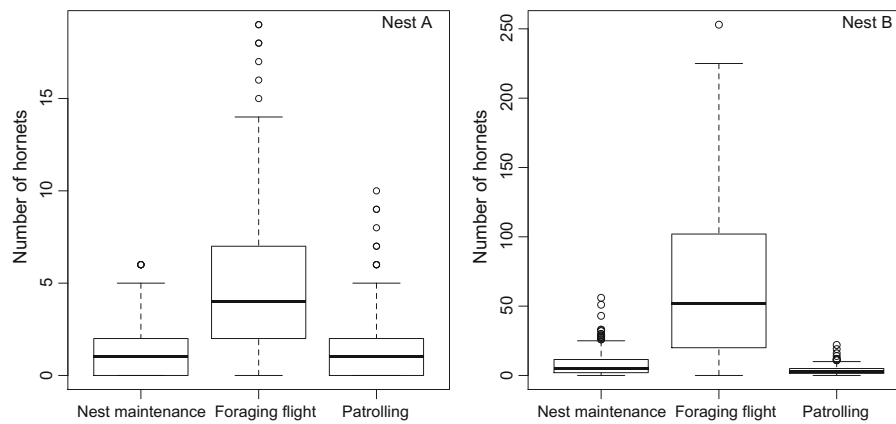 Nest A
Number of hornets
15
10
5
0
Nest maintenance Foraging flight Patrolling
Nest B
Number of hornets
250
200
150
100
50
0
Nest maintenance Foraging flight Patrolling